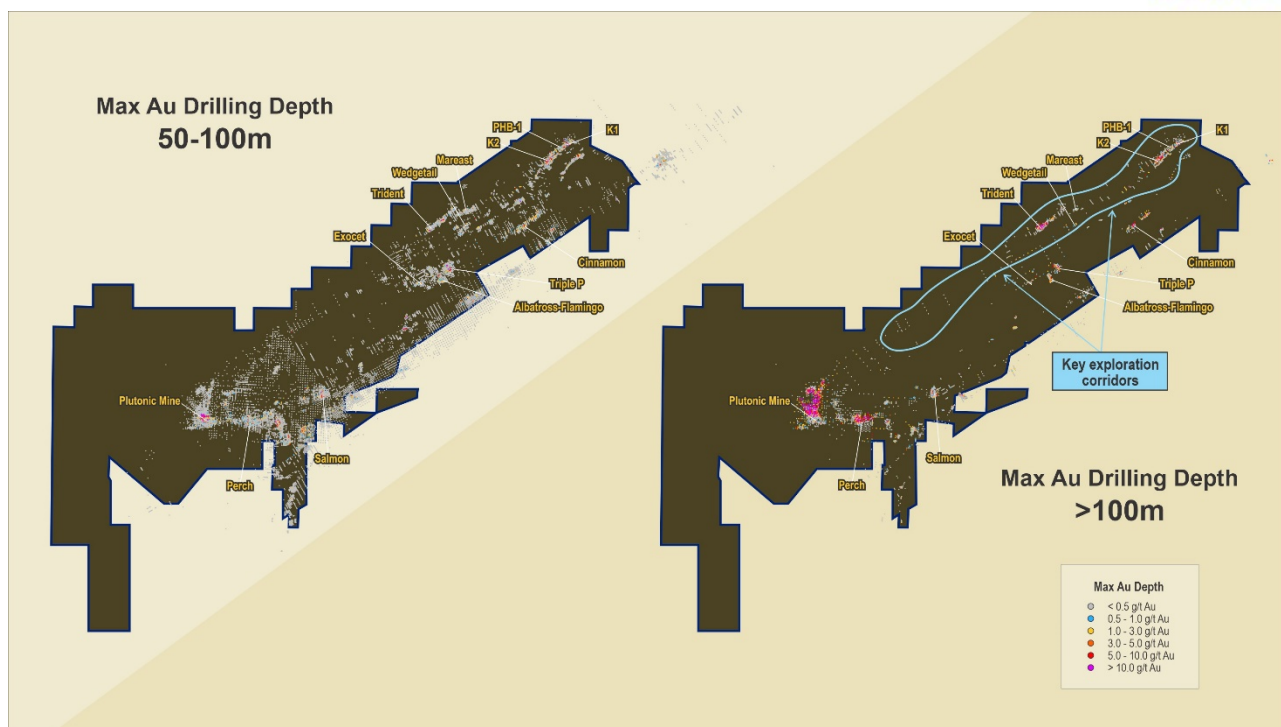 Max Au Drilling Depth
50-100m
PHB-1
K1
K2
Mareast
Wedgetail
Trident
Exocet
Cinnamon
Triple P
Albatross-Flamingo
Plutonic Mine
Salmon
Perch
PHB-1
K1
K2
Mareast
Wedgetail
Trident
Exocet
Cinnamon
Triple P
Albatross-Flamingo
Key exploration
corridors
Plutonic Mine
Salmon
Perch
Max Au Drilling Depth
>100m
Max Au Depth
< 0.5 g/t Au
0.5 - 1.0 g/t Au
1.0 - 3.0 g/t Au
3.0 - 5.0 g/t Au
5.0 - 10.0 g/t Au
> 10.0 g/t Au